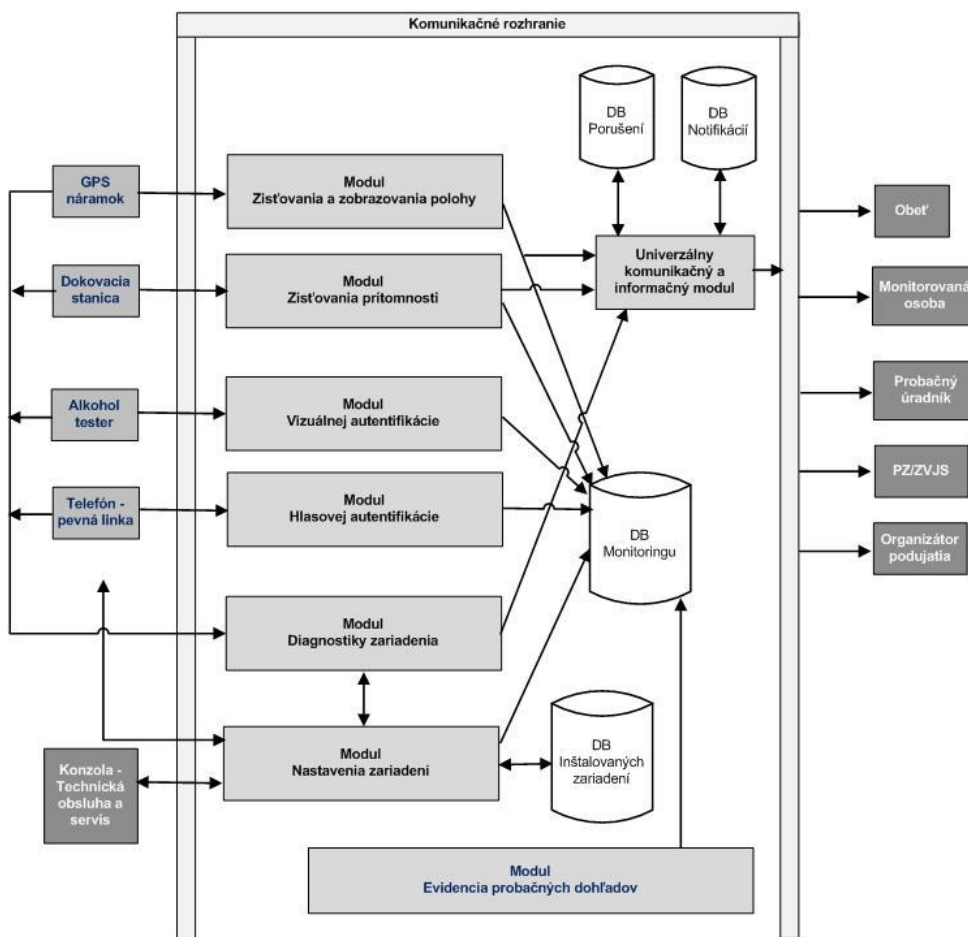 Komunikačné rozhranie
DB
Porušení
DB
Notifikácií
GPS
náramok
Modul
Zisťovania a zobrazovania polohy
Obeť
Dokovacia
stanica
Modul
Zisťovania prítomnosti
Univerzálny
komunikačný a
informačný modul
Monitorovaná
osoba
Alkohol
tester
Modul
Vizuálnej autentifikácie
Probačný
úradník
Telefón -
pevná linka
Modul
Hlasovej autentifikácie
DB
Monitoringu
PZ/ZVJS
Organizátor
podujatia
Modul
Diagnostiky zariadenia
Konzola -
Technická
obsluha a
servis
Modul
Nastavenia zariadení
DB
Inštalovaných
zariadení
Modul
Evidencia probačných dohľadov